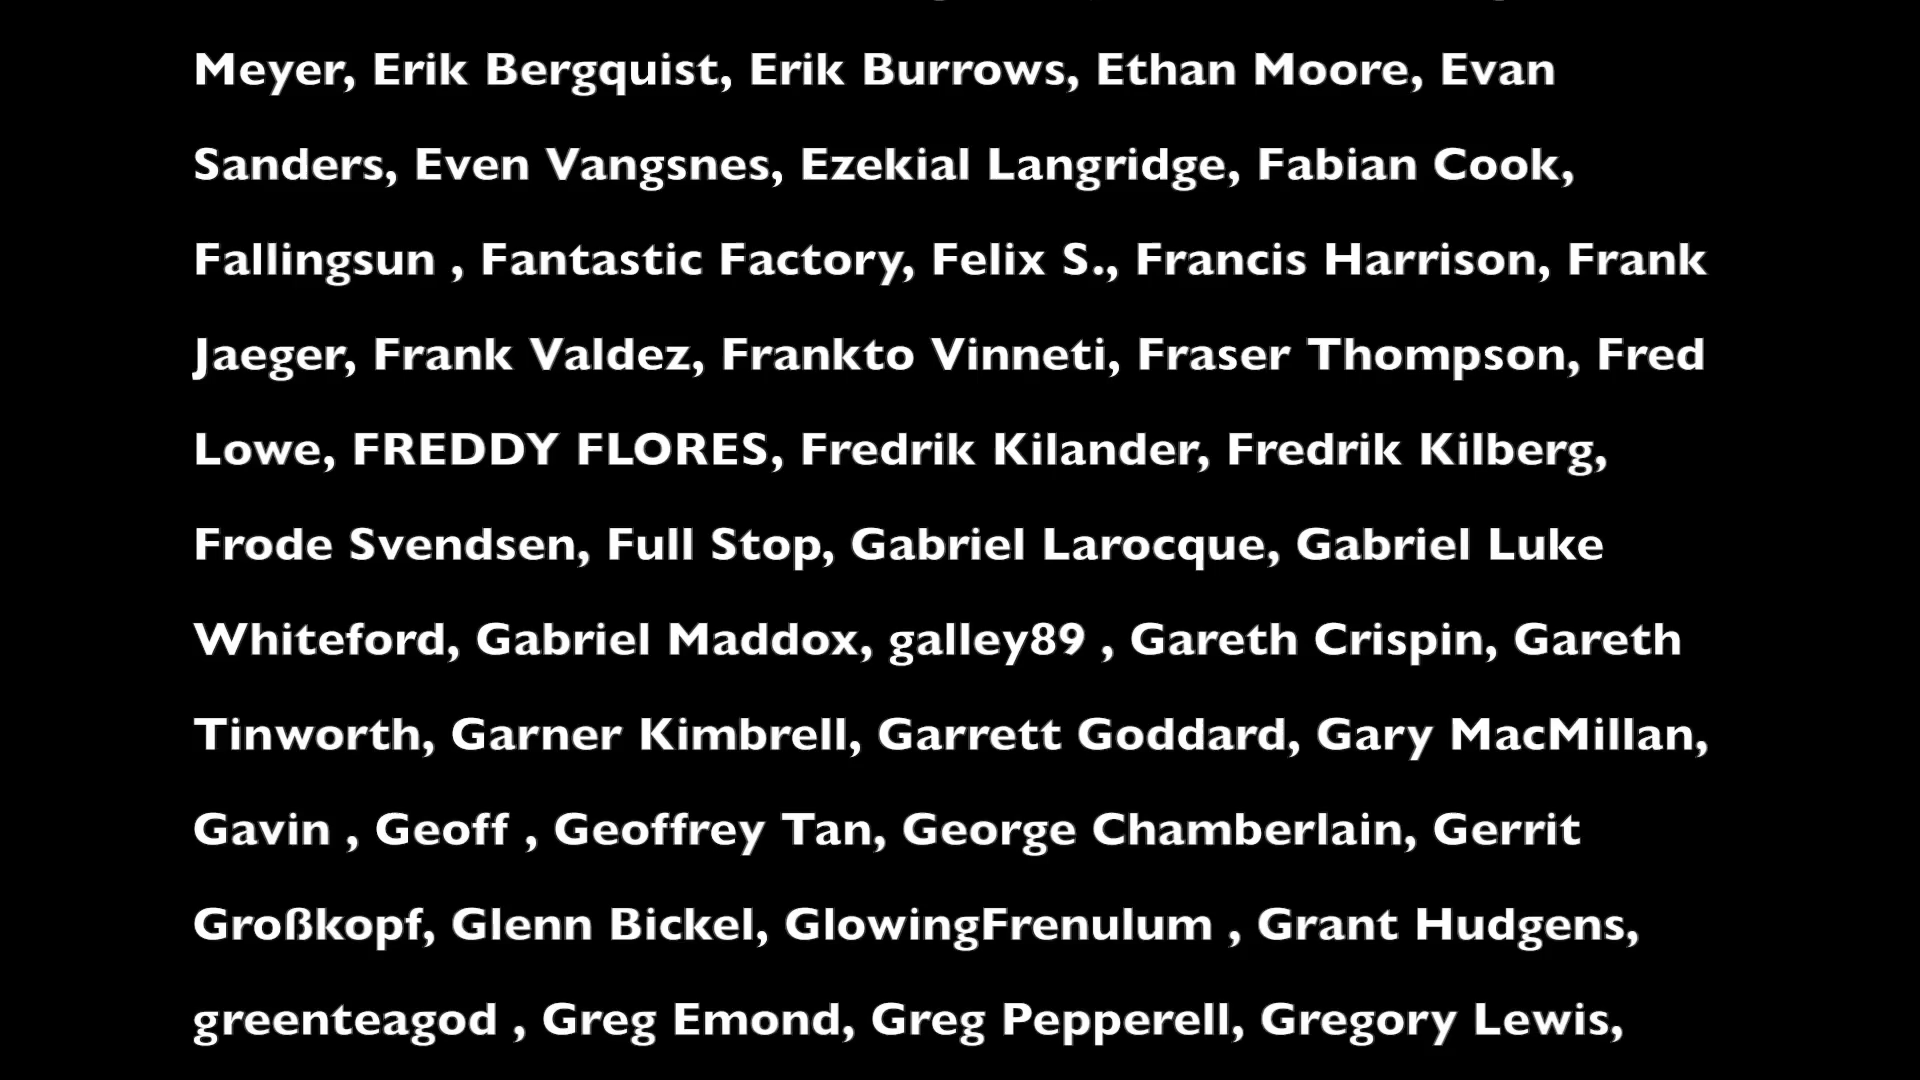 Meyer, Erik Bergquist, Erik Burrows, Ethan Moore, Evan
Sanders, Even Vangsnes, Ezekial Langridge, Fabian Cook,
Fallingsun , Fantastic Factory, Felix S., Francis Harrison, Frank
Jaeger, Frank Valdez, Frankto Vinneti, Fraser Thompson, Fred
Lowe, FREDDY FLORES, Fredrik Kilander, Fredrik Kilberg,
Frode Svendsen, Full Stop, Gabriel Larocque, Gabriel Luke
Whiteford, Gabriel Maddox, galley89 , Gareth Crispin, Gareth
Tinworth, Garner Kimbrell, Garrett Goddard, Gary MacMillan,
Gavin , Geoff , Geoffrey Tan, George Chamberlain, Gerrit
Großkopf, Glenn Bickel, GlowingFrenulum , Grant Hudgens,
greenteagod , Greg Emond, Greg Pepperell, Gregory Lewis,